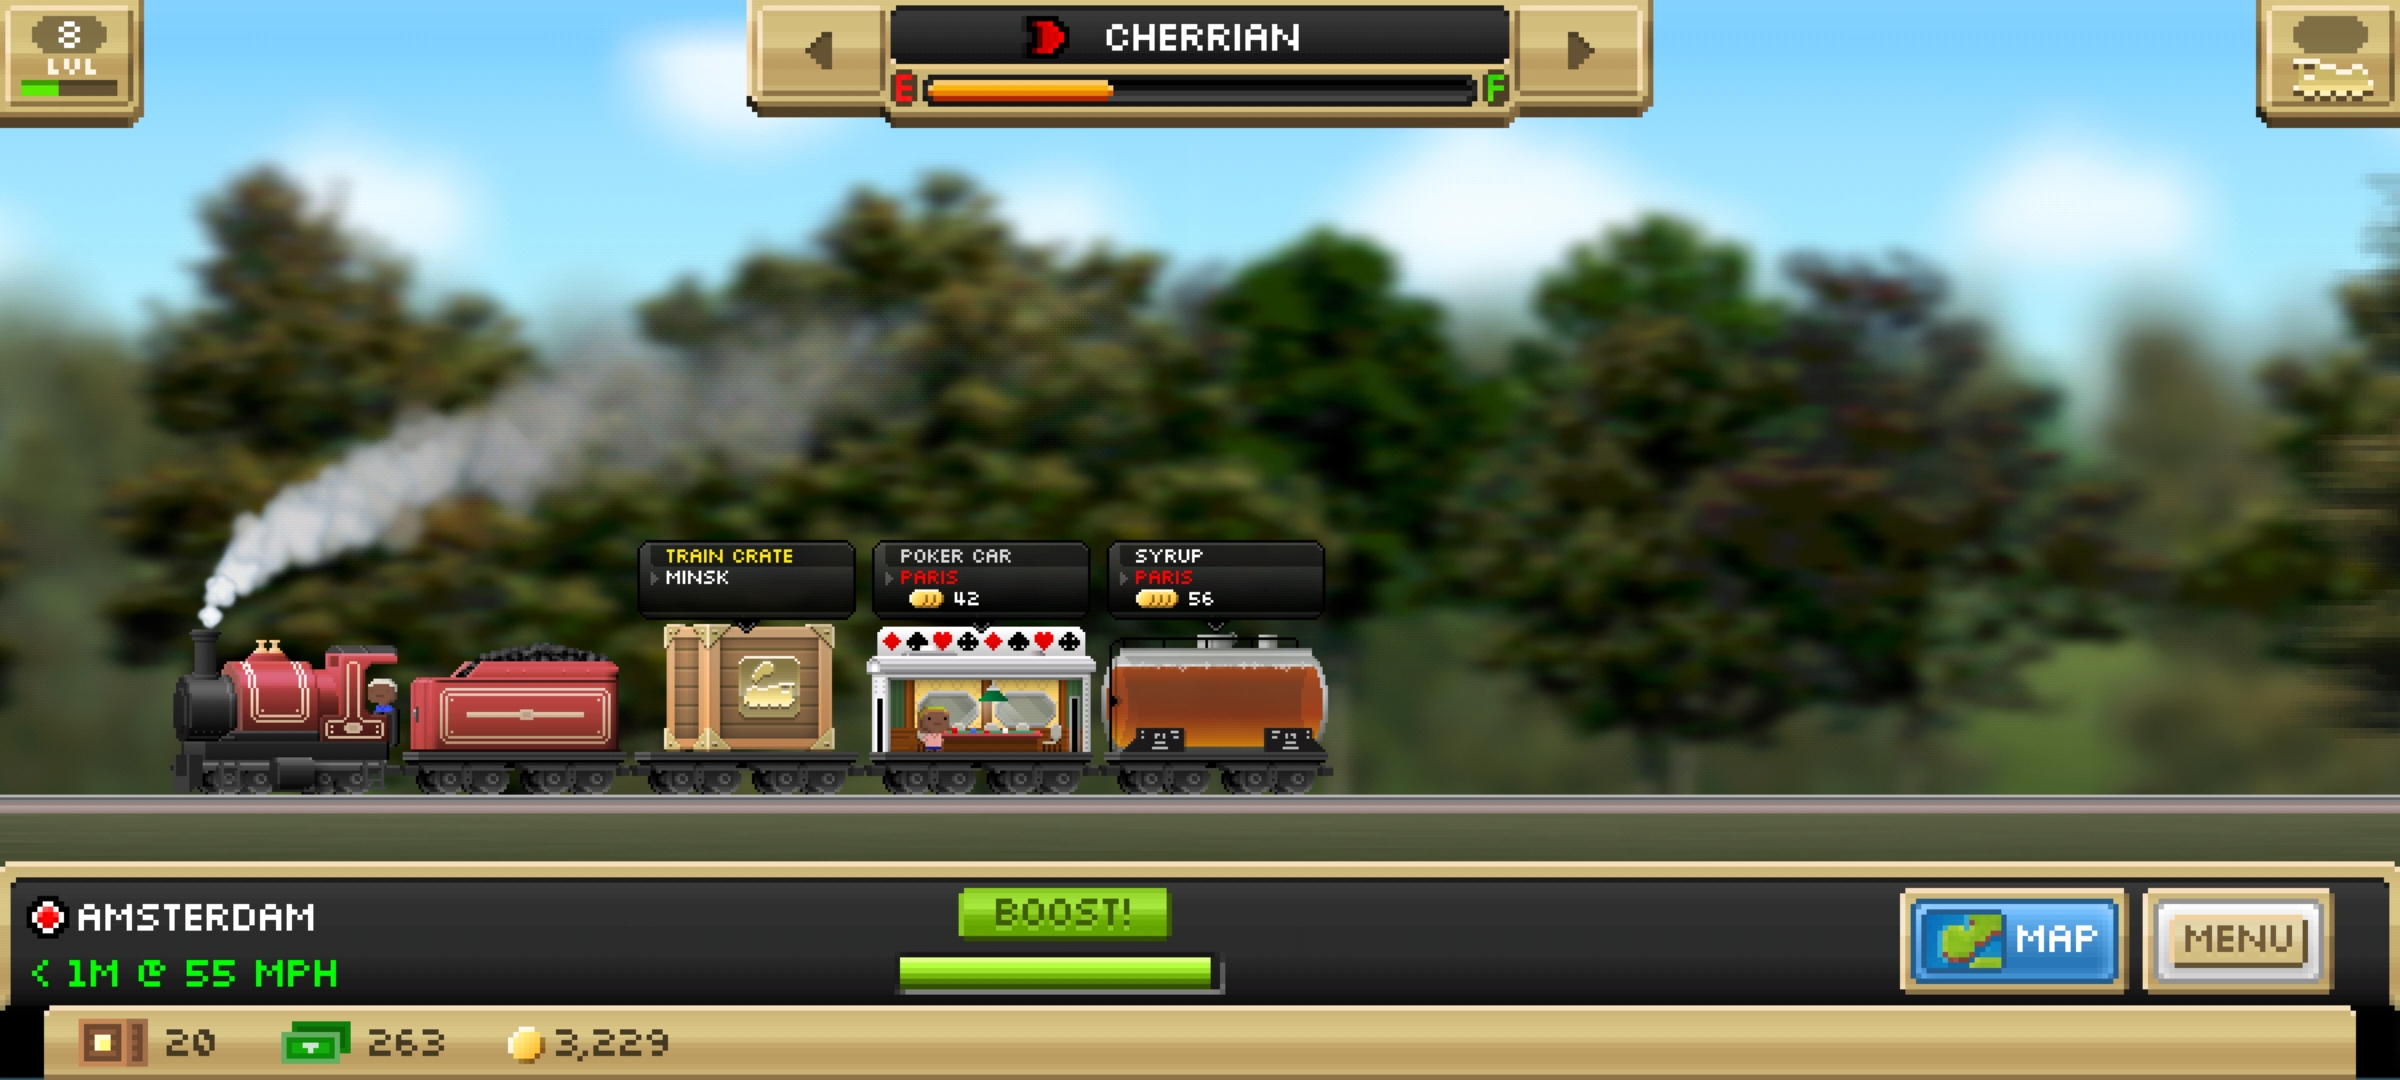 8
LVL
CHERRIAN
E F
TRAIN CRATE
MINSK
POKER CAR
PARIS
42
SYRUP
PARIS
56
AMSTERDAM
< 1M @ 55 MPH
BOOST!
MAP
MENU
20 263 3,229